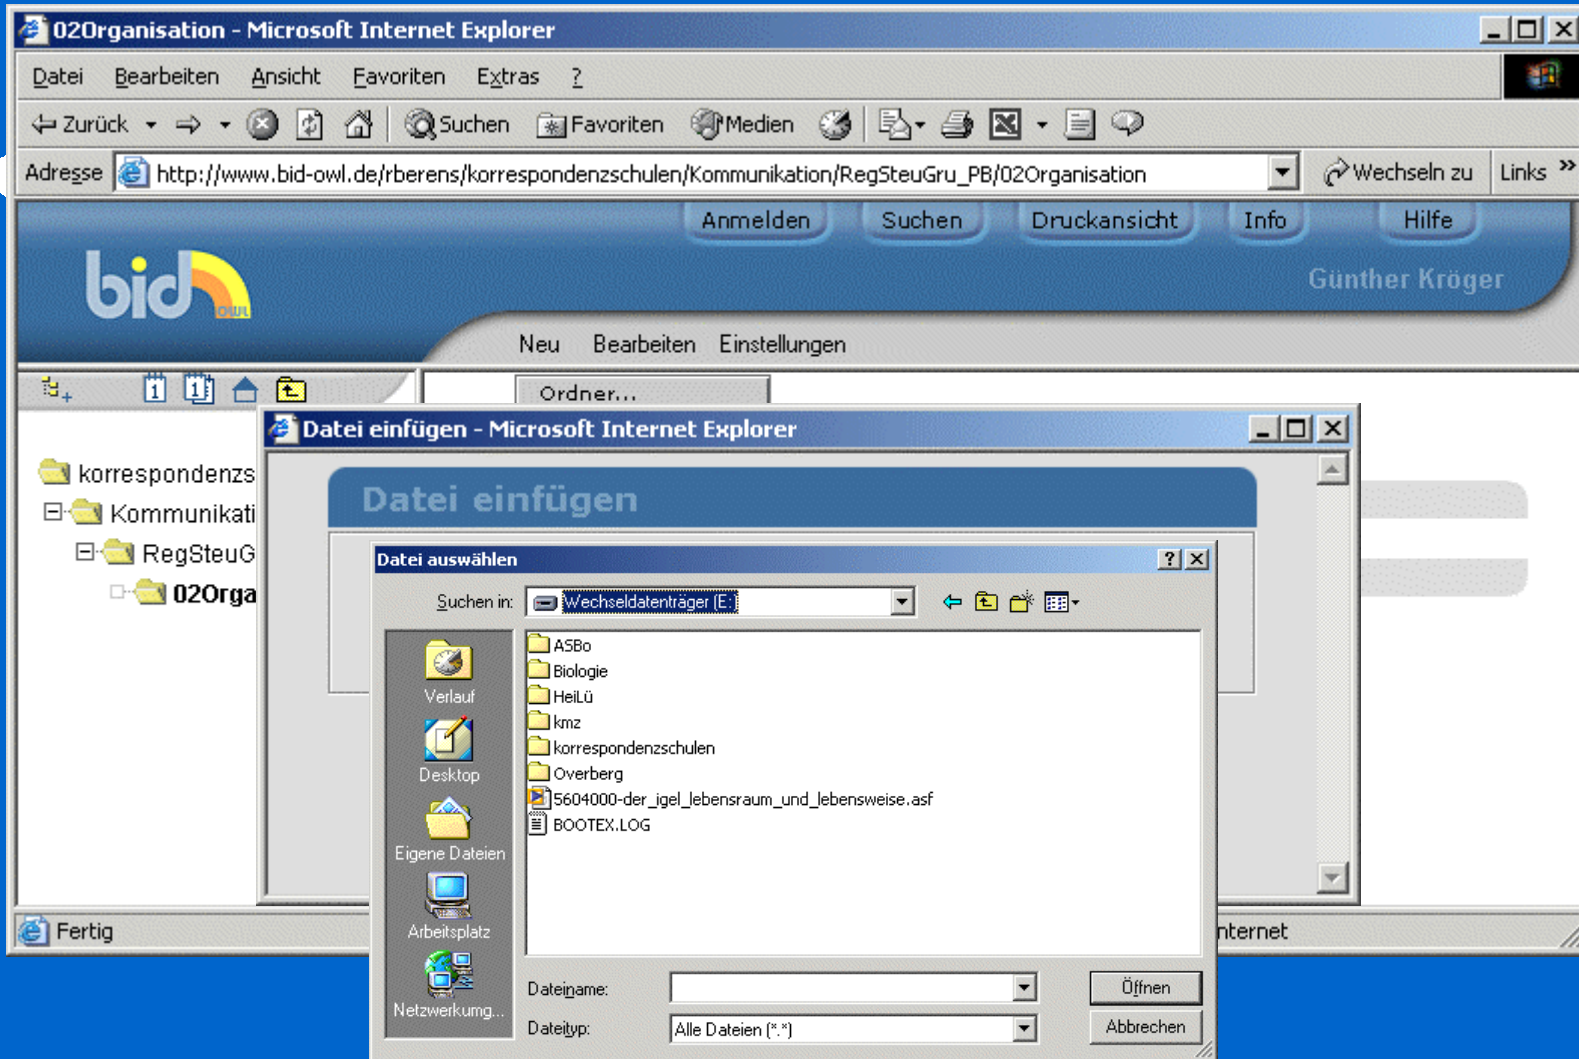 02Organisation - Microsoft Internet Explorer
Datei Bearbeiten Ansicht Favoriten Extras ?
Zurück Suchen Favoriten Medien
Adresse http://www.bid-owl.de/rberens/korrespondenzschulen/Kommunikation/RegSteuGru_PB/02Organisation Wechseln zu Links »
Anmelden Suchen Druckansicht Info Hilfe
bid OWL
Günther Kröger
Neu Bearbeiten Einstellungen
1 1
Ordner...
Datei einfügen - Microsoft Internet Explorer
korrespondenzs
Kommunikati
RegSteuG
02Orga
Datei einfügen
Datei auswählen
Suchen in: Wechseldatenträger (E:)
Verlauf
Desktop
Eigene Dateien
Arbeitsplatz
Netzwerkumg...
ASBo
Biologie
HeiLü
kmz
korrespondenzschulen
Overberg
5604000-der_igel_lebensraum_und_lebensweise.asf
BOOTEX.LOG
Dateiname: Öffnen
Dateityp: Alle Dateien (*.*) Abbrechen
Fertig nternet